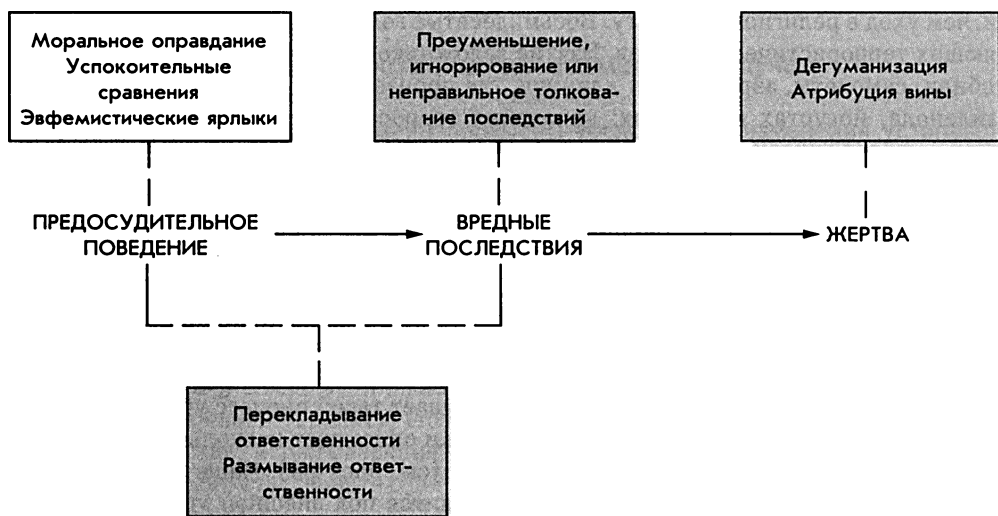 Моральное оправдание
Успокоительные
сравнения
Эвфемистические ярлыки
Преуменьшение,
игнорирование или
неправильное толкова-
ние последствий
Дегуманизация
Атрибуция вины
ПРЕДОСУДИТЕЛЬНОЕ
ПОВЕДЕНИЕ
ВРЕДНЫЕ
ПОСЛЕДСТВИЯ
ЖЕРТВА
Перекладывание
ответственности
Размывание ответ-
ственности